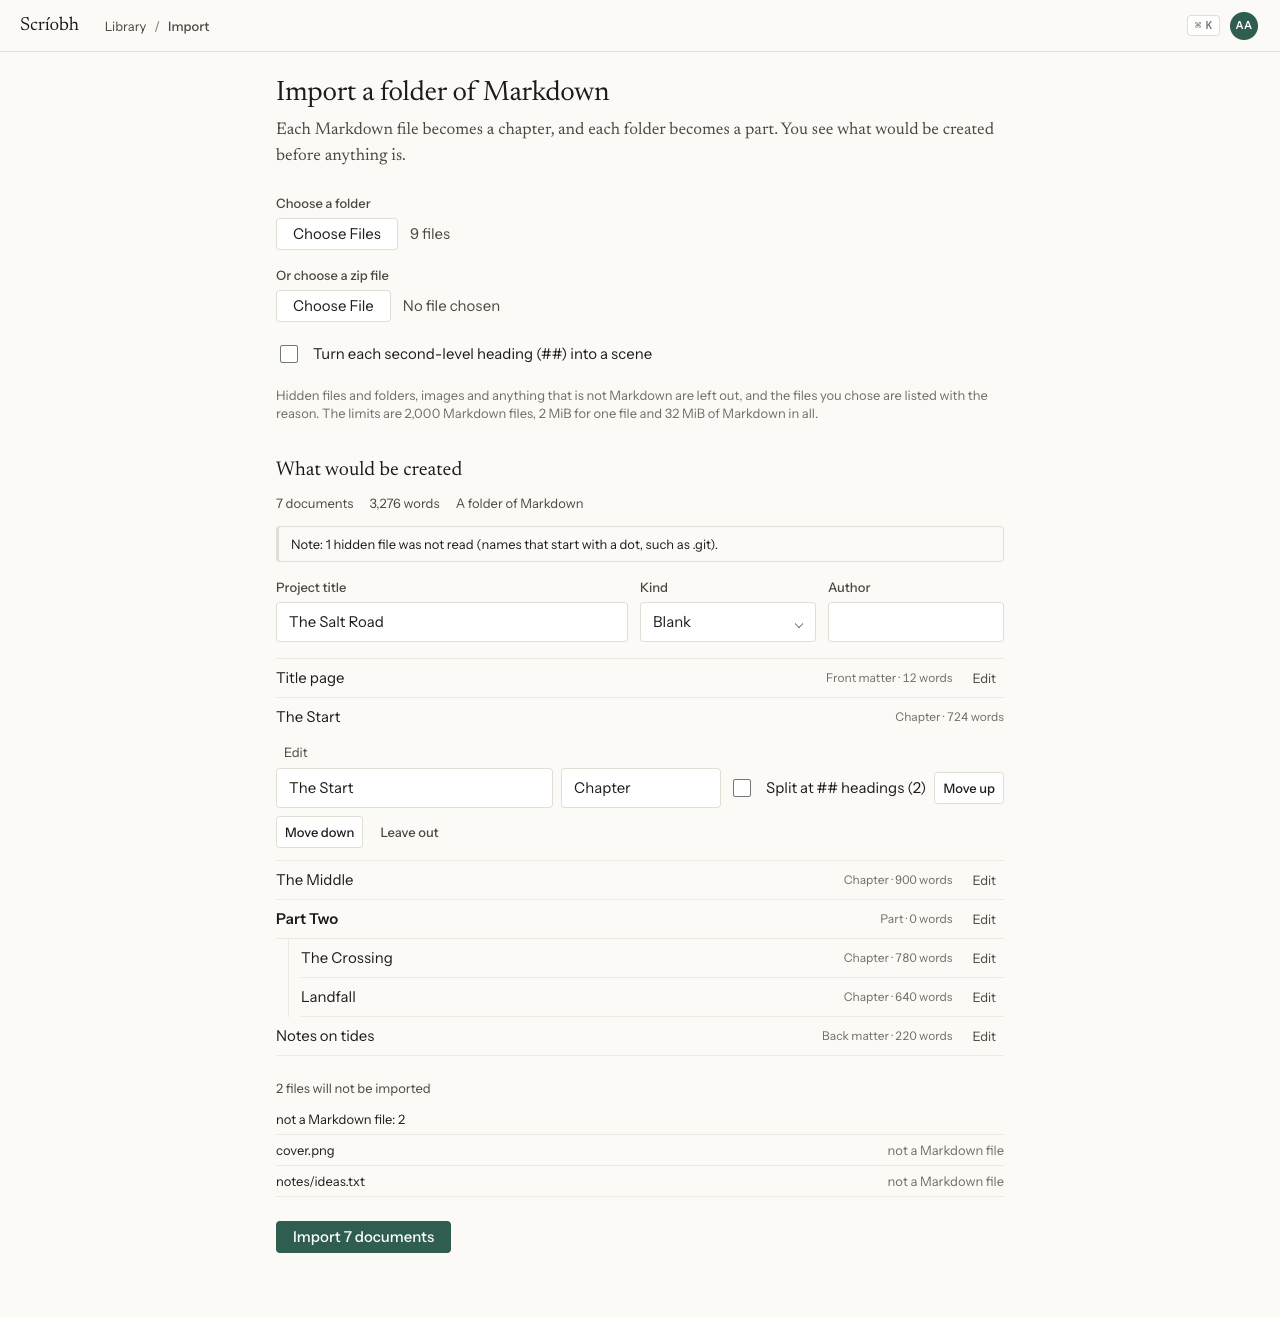 Scríobh
Library / Import
⌘ K
AA
Import a folder of Markdown
Each Markdown file becomes a chapter, and each folder becomes a part. You see what would be created
before anything is.
Choose a folder
Choose Files 9 files
Or choose a zip file
Choose File No file chosen
Turn each second-level heading (##) into a scene
Hidden files and folders, images and anything that is not Markdown are left out, and the files you chose are listed with the
reason. The limits are 2,000 Markdown files, 2 MiB for one file and 32 MiB of Markdown in all.
What would be created
7 documents 3,276 words A folder of Markdown
Note: 1 hidden file was not read (names that start with a dot, such as .git).
Project title Kind Author
The Salt Road Blank
Title page Front matter · 12 words Edit
The Start Chapter · 724 words
Edit
The Start Chapter Split at ## headings (2) Move up
Move down Leave out
The Middle Chapter · 900 words Edit
Part Two Part · 0 words Edit
The Crossing Chapter · 780 words Edit
Landfall Chapter · 640 words Edit
Notes on tides Back matter · 220 words Edit
2 files will not be imported
not a Markdown file: 2
cover.png not a Markdown file
notes/ideas.txt not a Markdown file
Import 7 documents